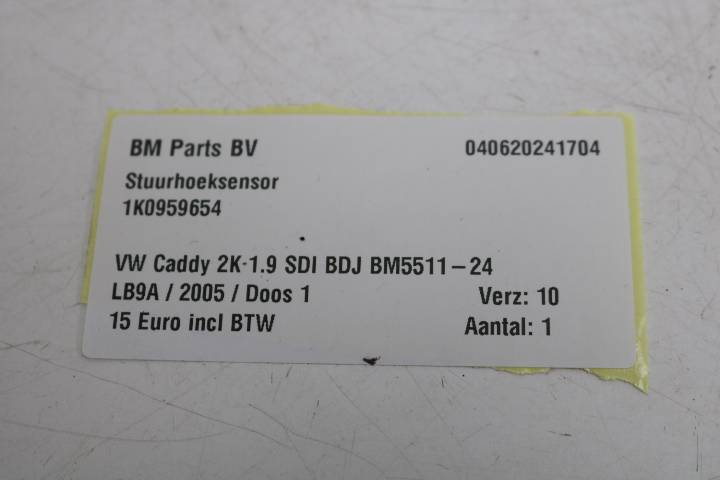 BM Parts BV 040620241704
Stuurhoeksensor
1K0959654
VW Caddy 2K-1.9 SDI BDJ BM5511-24
LB9A / 2005 / Doos 1 Verz: 10
15 Euro incl BTW Aantal: 1